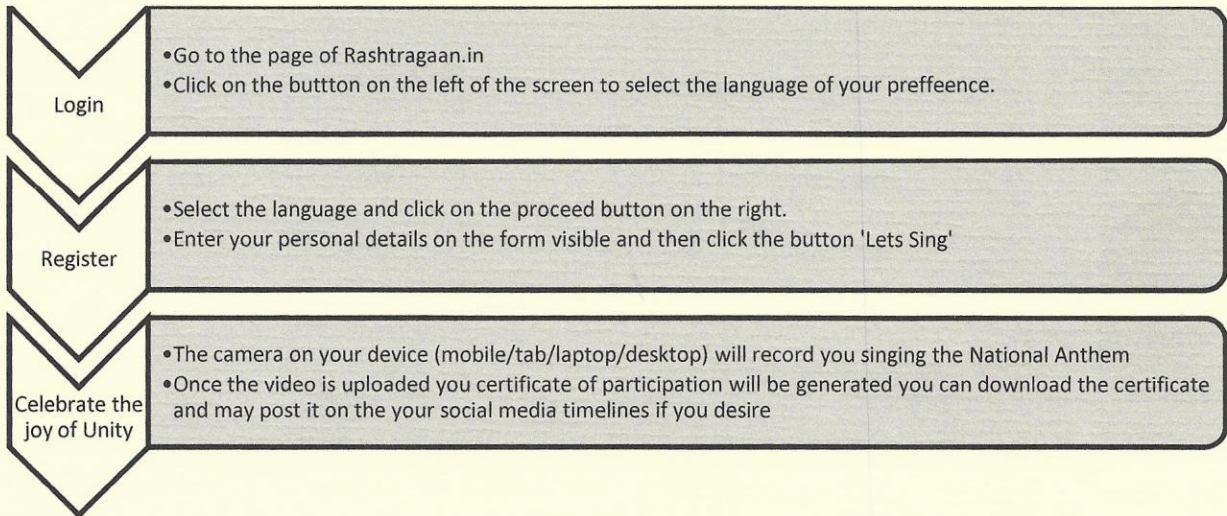 Login
•Go to the page of Rashtragaan.in
•Click on the buttton on the left of the screen to select the language of your preffeence.
Register
•Select the language and click on the proceed button on the right.
•Enter your personal details on the form visible and then click the button 'Lets Sing'
Celebrate the
joy of Unity
•The camera on your device (mobile/tab/laptop/desktop) will record you singing the National Anthem
•Once the video is uploaded you certificate of participation will be generated you can download the certificate
and may post it on the your social media timelines if you desire